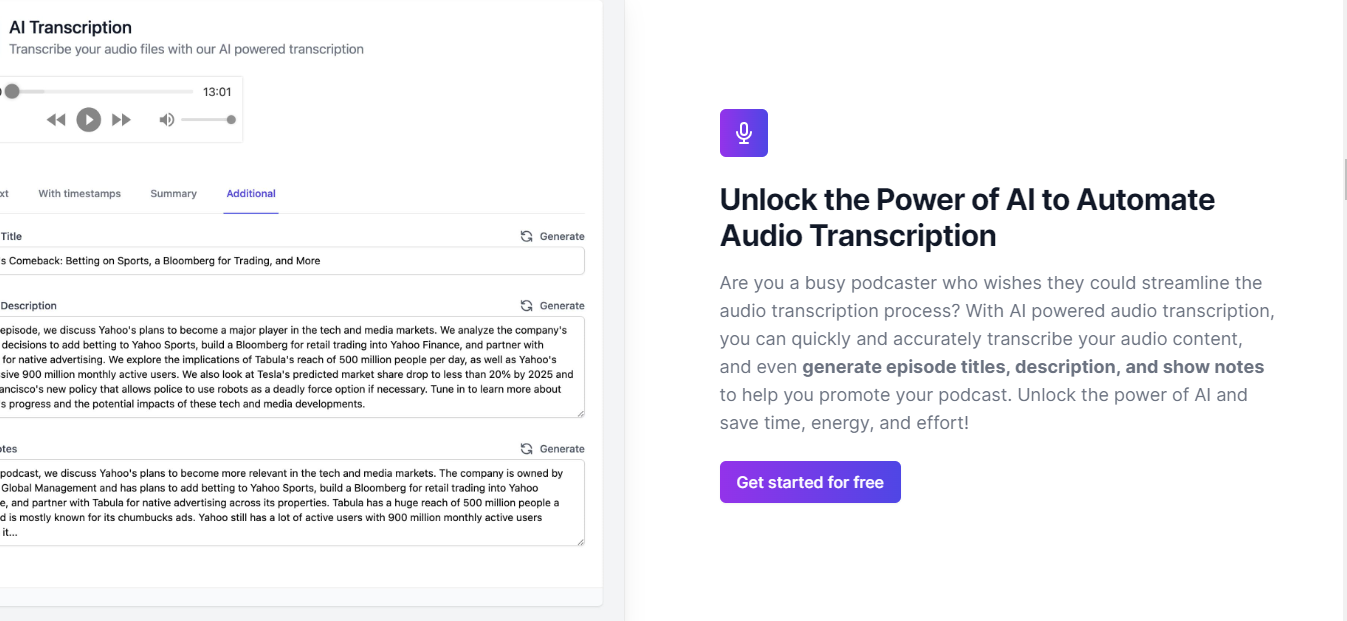 AI Transcription
Transcribe your audio files with our AI powered transcription
13:01
xt With timestamps Summary Additional
Title Generate
s Comeback: Betting on Sports, a Bloomberg for Trading, and More
Description Generate
episode, we discuss Yahoo's plans to become a major player in the tech and media markets. We analyze the company's
decisions to add betting to Yahoo Sports, build a Bloomberg for retail trading into Yahoo Finance, and partner with
for native advertising. We explore the implications of Tabula's reach of 500 million people per day, as well as Yahoo's
sive 900 million monthly active users. We also look at Tesla's predicted market share drop to less than 20% by 2025 and
ancisco's new policy that allows police to use robots as a deadly force option if necessary. Tune in to learn more about
s progress and the potential impacts of these tech and media developments.
otes Generate
podcast, we discuss Yahoo's plans to become more relevant in the tech and media markets. The company is owned by
Global Management and has plans to add betting to Yahoo Sports, build a Bloomberg for retail trading into Yahoo
e, and partner with Tabula for native advertising across its properties. Tabula has a huge reach of 500 million people a
d is mostly known for its chumbucks ads. Yahoo still has a lot of active users with 900 million monthly active users
it...
Unlock the Power of AI to Automate
Audio Transcription
Are you a busy podcaster who wishes they could streamline the
audio transcription process? With AI powered audio transcription,
you can quickly and accurately transcribe your audio content,
and even generate episode titles, description, and show notes
to help you promote your podcast. Unlock the power of AI and
save time, energy, and effort!
Get started for free